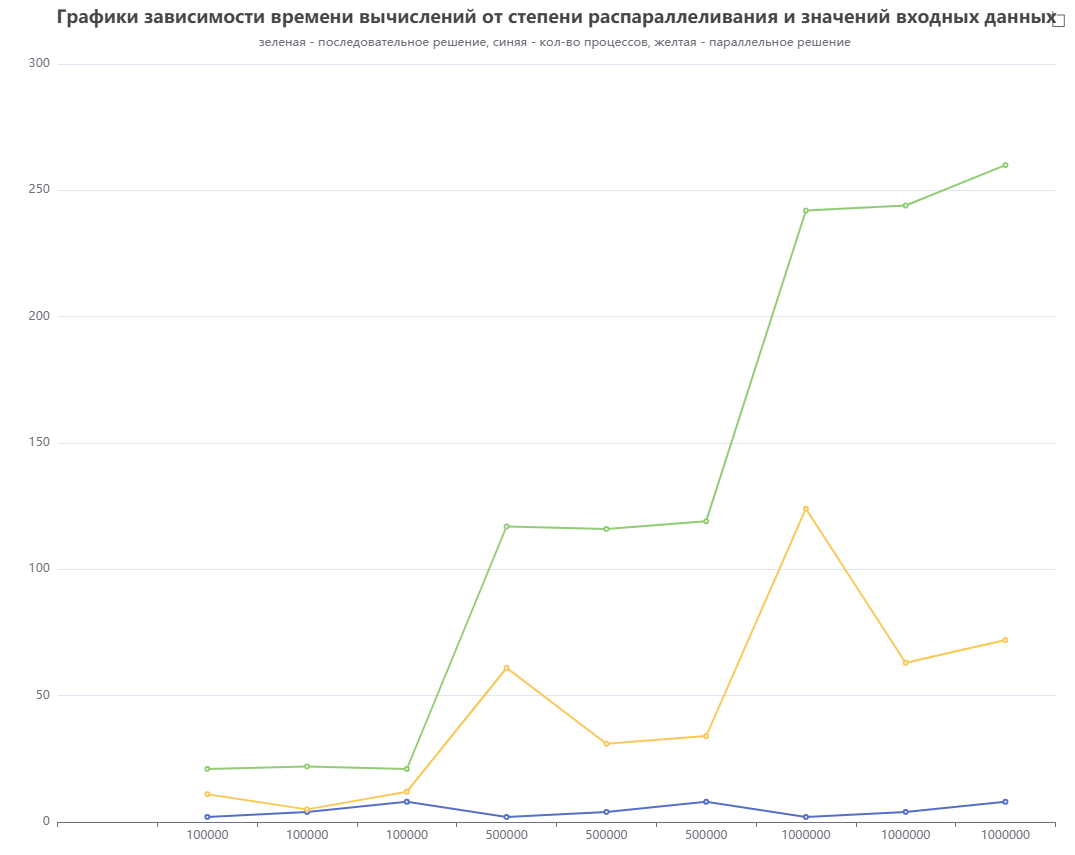 Графики зависимости времени вычислений от степени распараллеливания и значений входных данных
зеленая - последовательное решение, синяя - кол-во процессов, желтая - параллельное решение
300
250
200
150
100
50
0
100000 100000 100000 500000 500000 500000 1000000 1000000 1000000